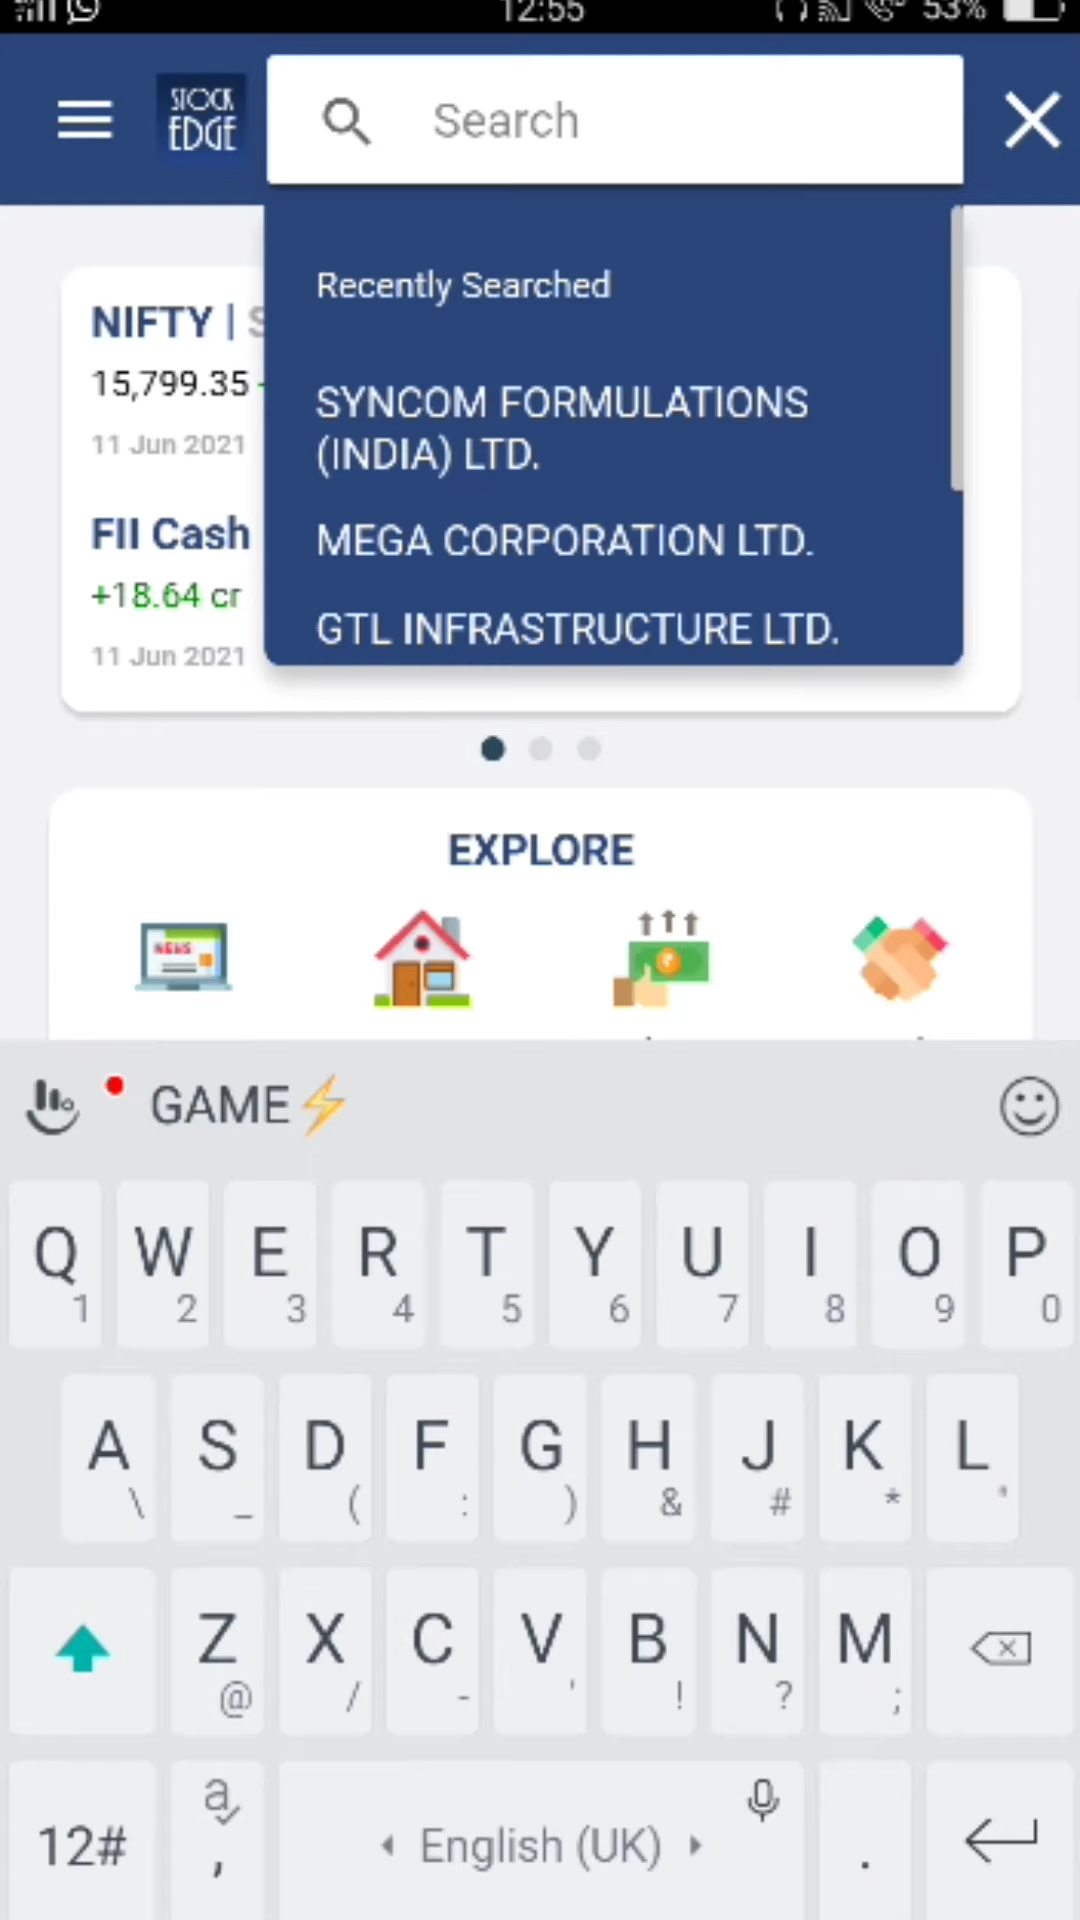 12:55
53%
STOCK
EDGE
Search
Recently Searched
SYNCOM FORMULATIONS
(INDIA) LTD.
MEGA CORPORATION LTD.
GTL INFRASTRUCTURE LTD.
NIFTY |
15,799.35
11 Jun 2021
FII Cash
+18.64 cr
11 Jun 2021
EXPLORE
NEWS
GAME⚡
Q W E R T Y U I O P
1 2 3 4 5 6 7 8 9 0
A S D F G H J K L
\ _ ( : ) & # * "
Z X C V B N M
@ / - ' ! ? ;
12# a , English (UK) .